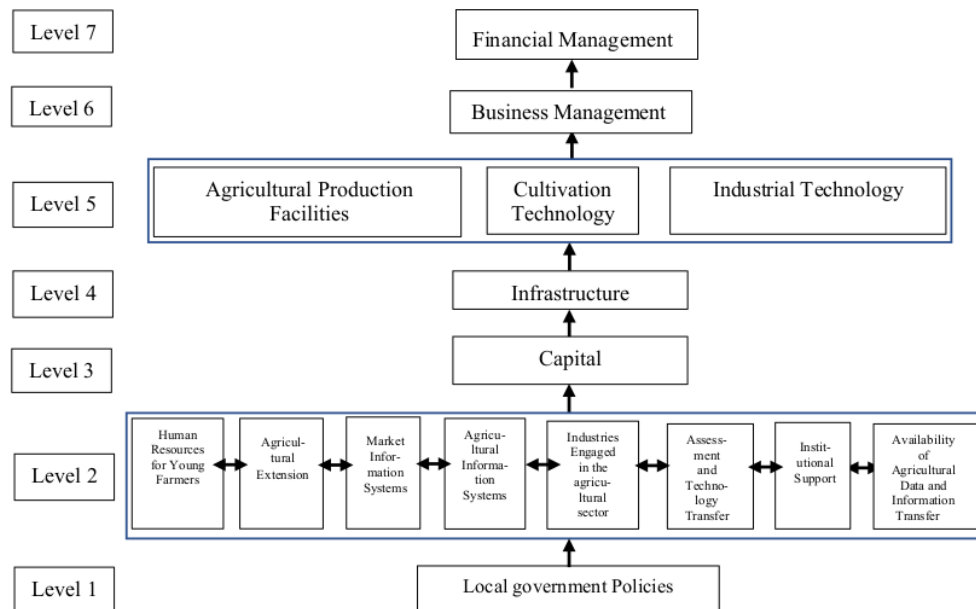 Level 7
Financial Management
Level 6
Business Management
Level 5
Agricultural Production
Facilities
Cultivation
Technology
Industrial Technology
Level 4
Infrastructure
Level 3
Capital
Level 2
Human
Resources
for Young
Farmers
Agricul-
tural
Extension
Market
Infor-
mation
Systems
Agricu-
ltural
Informa-
tion
Systems
Industries
Engaged
in the
agricu-
ltural
sector
Assess-
ment
and
Techno-
logy
Transfer
Instit-
utional
Support
Availability
of
Agricultural
Data and
Information
Transfer
Level 1
Local government Policies